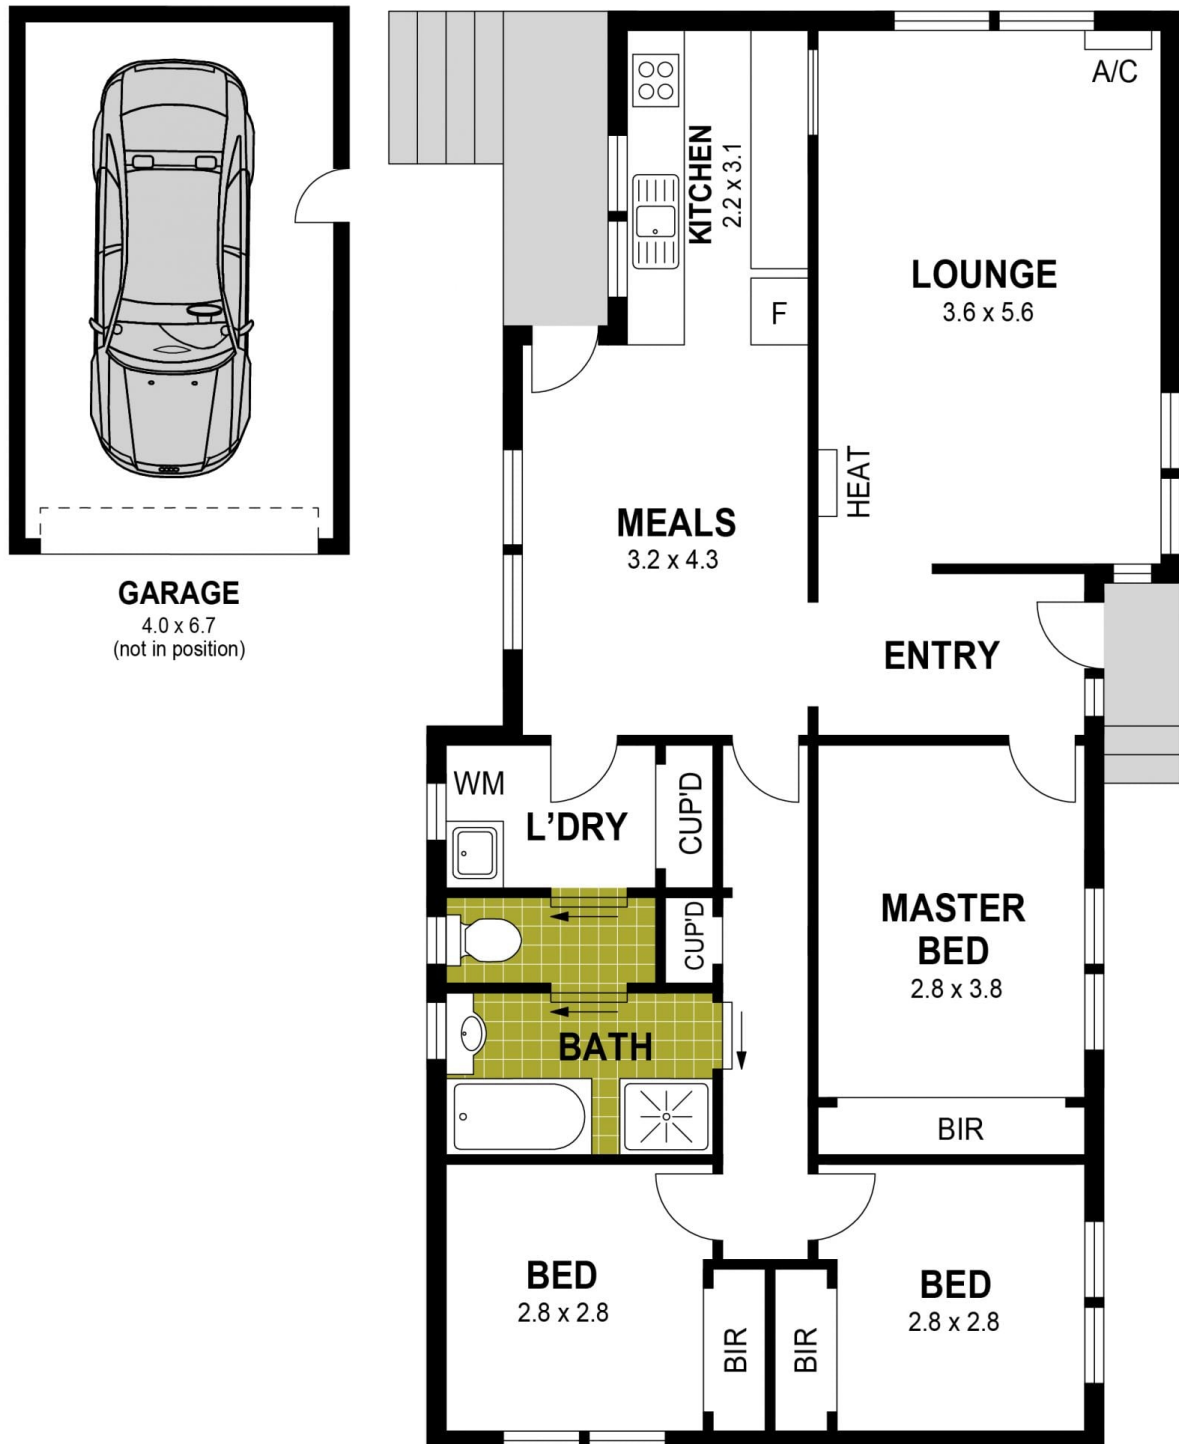 A/C
KITCHEN
2.2 x 3.1
LOUNGE
3.6 x 5.6
F
HEAT
MEALS
3.2 x 4.3
GARAGE
4.0 x 6.7
(not in position)
ENTRY
WM
L'DRY
CUP'D
CUP'D
MASTER
BED
2.8 x 3.8
BATH
BIR
BED
2.8 x 2.8
BIR
BIR
BED
2.8 x 2.8